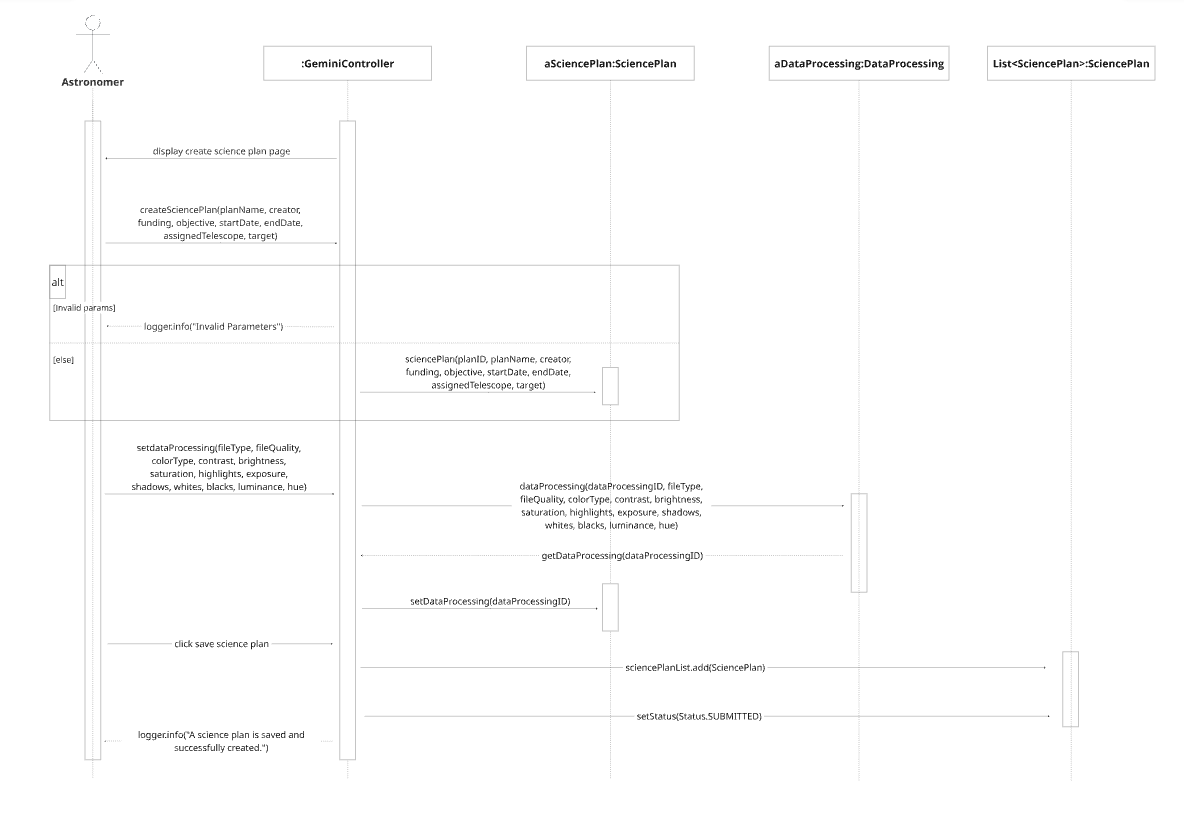 Astronomer
:GeminiController
aSciencePlan:SciencePlan
aDataProcessing:DataProcessing
List<SciencePlan>:SciencePlan
display create science plan page
createSciencePlan(planName, creator,
funding, objective, startDate, endDate,
assignedTelescope, target)
alt
[Invalid params]
logger.info("Invalid Parameters")
[else]
sciencePlan(planID, planName, creator,
funding, objective, startDate, endDate,
assignedTelescope, target)
setdataProcessing(fileType, fileQuality,
colorType, contrast, brightness,
saturation, highlights, exposure,
shadows, whites, blacks, luminance, hue)
dataProcessing(dataProcessingID, fileType,
fileQuality, colorType, contrast, brightness,
saturation, highlights, exposure, shadows,
whites, blacks, luminance, hue)
getDataProcessing(dataProcessingID)
setDataProcessing(dataProcessingID)
click save science plan
sciencePlanList.add(SciencePlan)
setStatus(Status.SUBMITTED)
logger.info("A science plan is saved and
successfully created.")